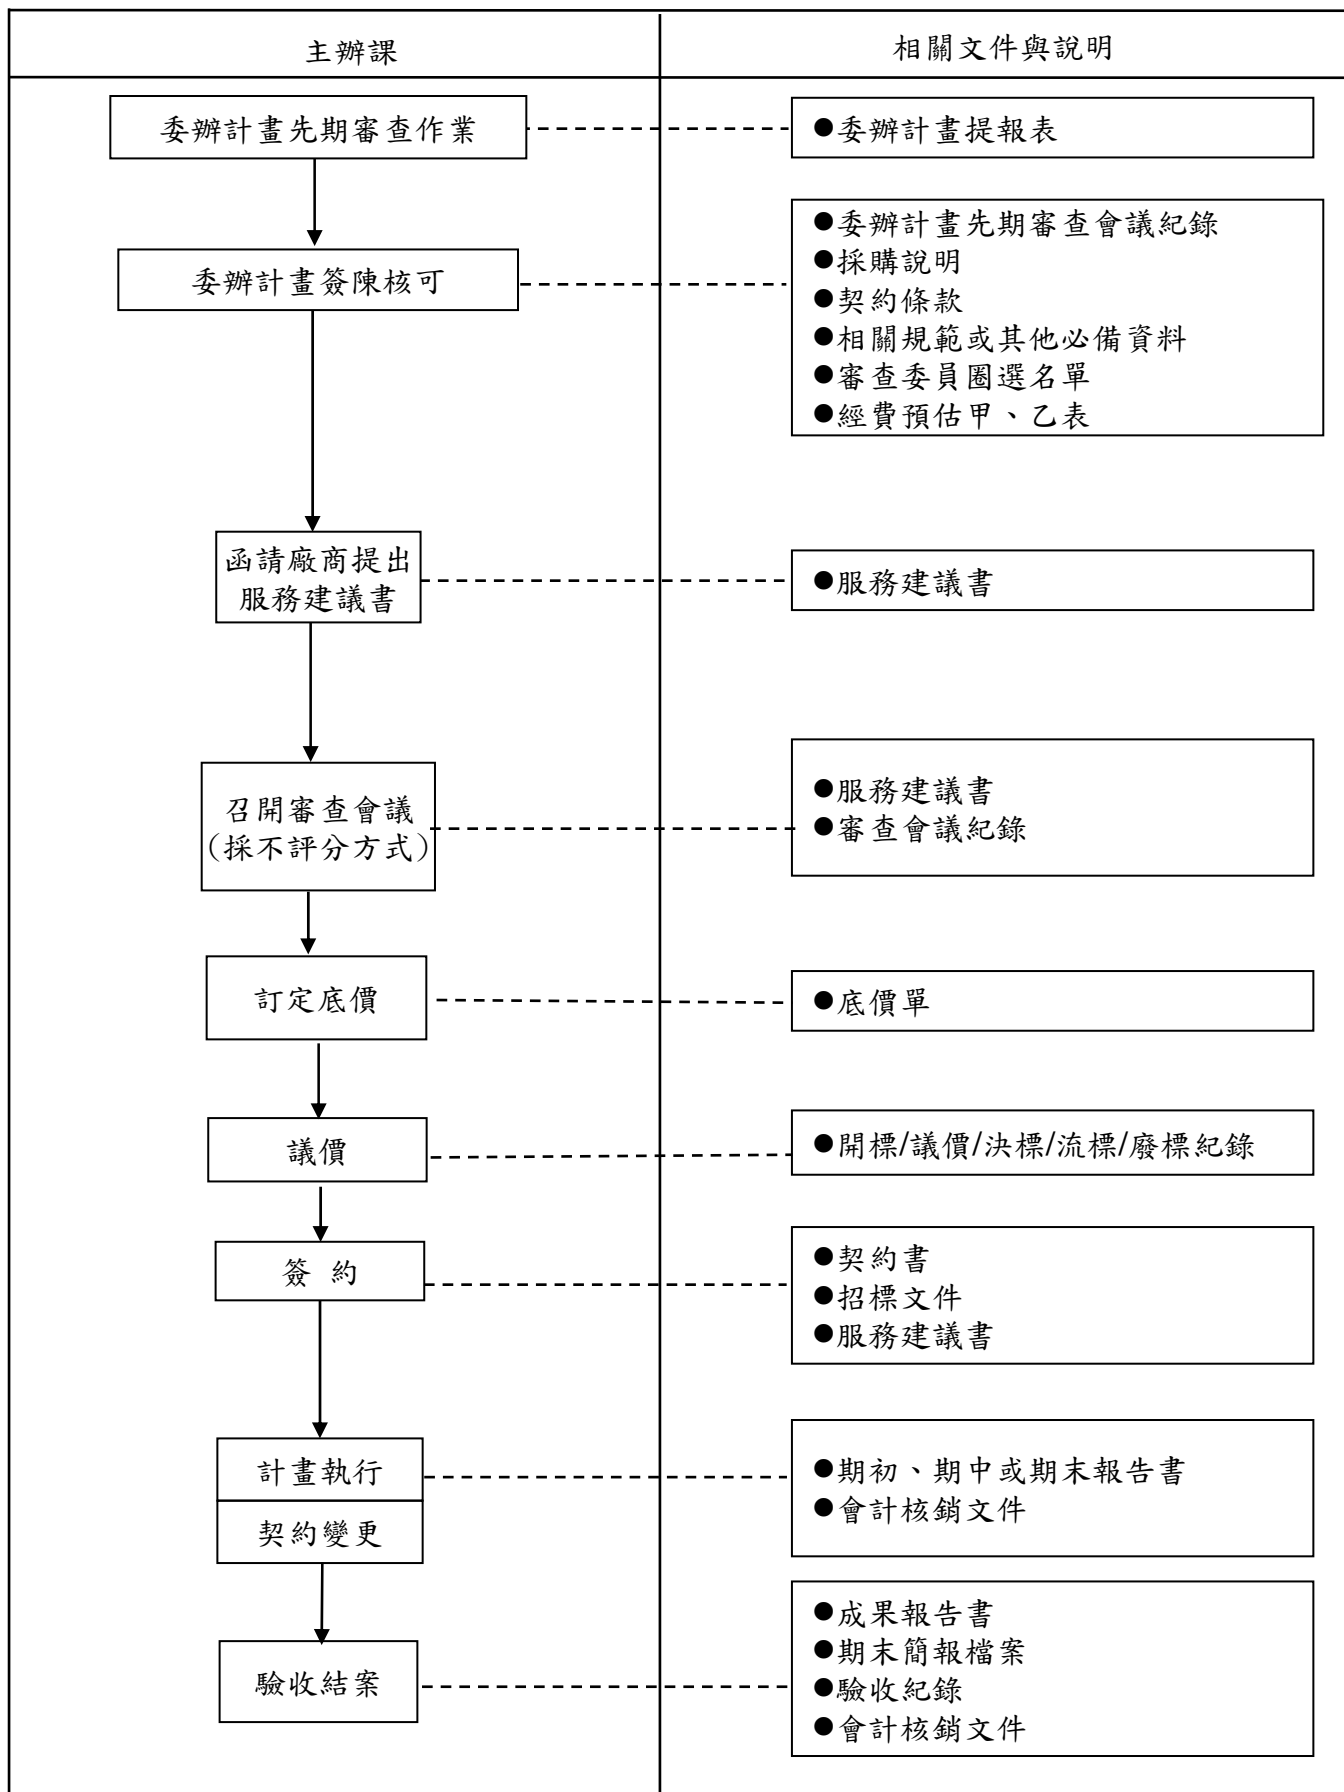 主辦課
相關文件與說明
委辦計畫先期審查作業
●委辦計畫提報表
委辦計畫簽陳核可
●委辦計畫先期審查會議紀錄
●採購說明
●契約條款
●相關規範或其他必備資料
●審查委員圈選名單
●經費預估甲、乙表
函請廠商提出
服務建議書
●服務建議書
召開審查會議
(採不評分方式)
●服務建議書
●審查會議紀錄
訂定底價
●底價單
議價
●開標/議價/決標/流標/廢標紀錄
簽 約
●契約書
●招標文件
●服務建議書
計畫執行
契約變更
●期初、期中或期末報告書
●會計核銷文件
驗收結案
●成果報告書
●期末簡報檔案
●驗收紀錄
●會計核銷文件